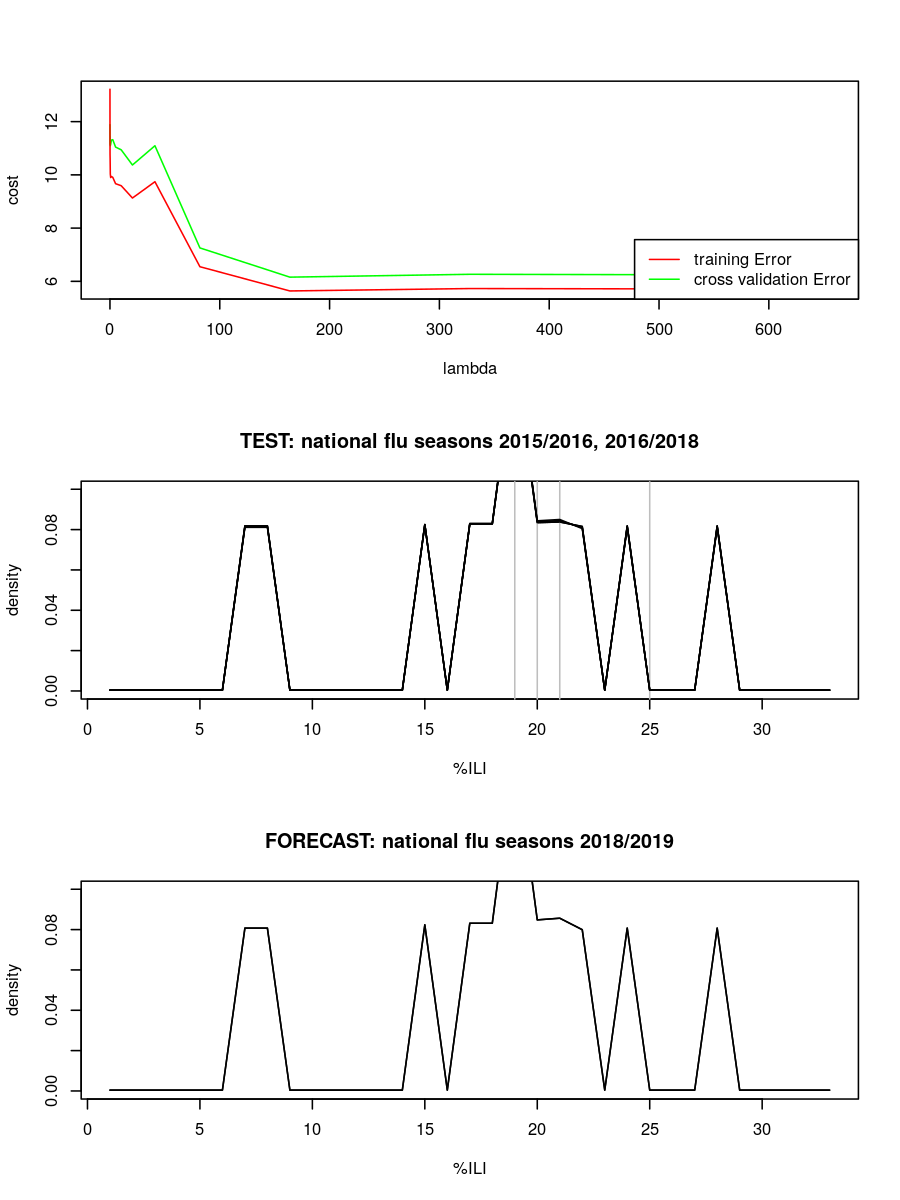 12
10
8
6
cost
training Error
cross validation Error
0 100 200 300 400 500 600
lambda
TEST: national flu seasons 2015/2016, 2016/2018
0.08
0.04
0.00
density
0 5 10 15 20 25 30
%ILI
FORECAST: national flu seasons 2018/2019
0.08
0.04
0.00
density
0 5 10 15 20 25 30
%ILI